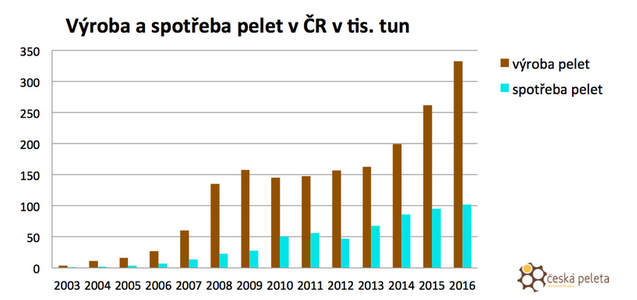 Výroba a spotřeba pelet v ČR v tis. tun
350
300
250
200
150
100
50
0
2003 2004 2005 2006 2007 2008 2009 2010 2011 2012 2013 2014 2015 2016
výroba pelet
spotřeba pelet
česká peleta